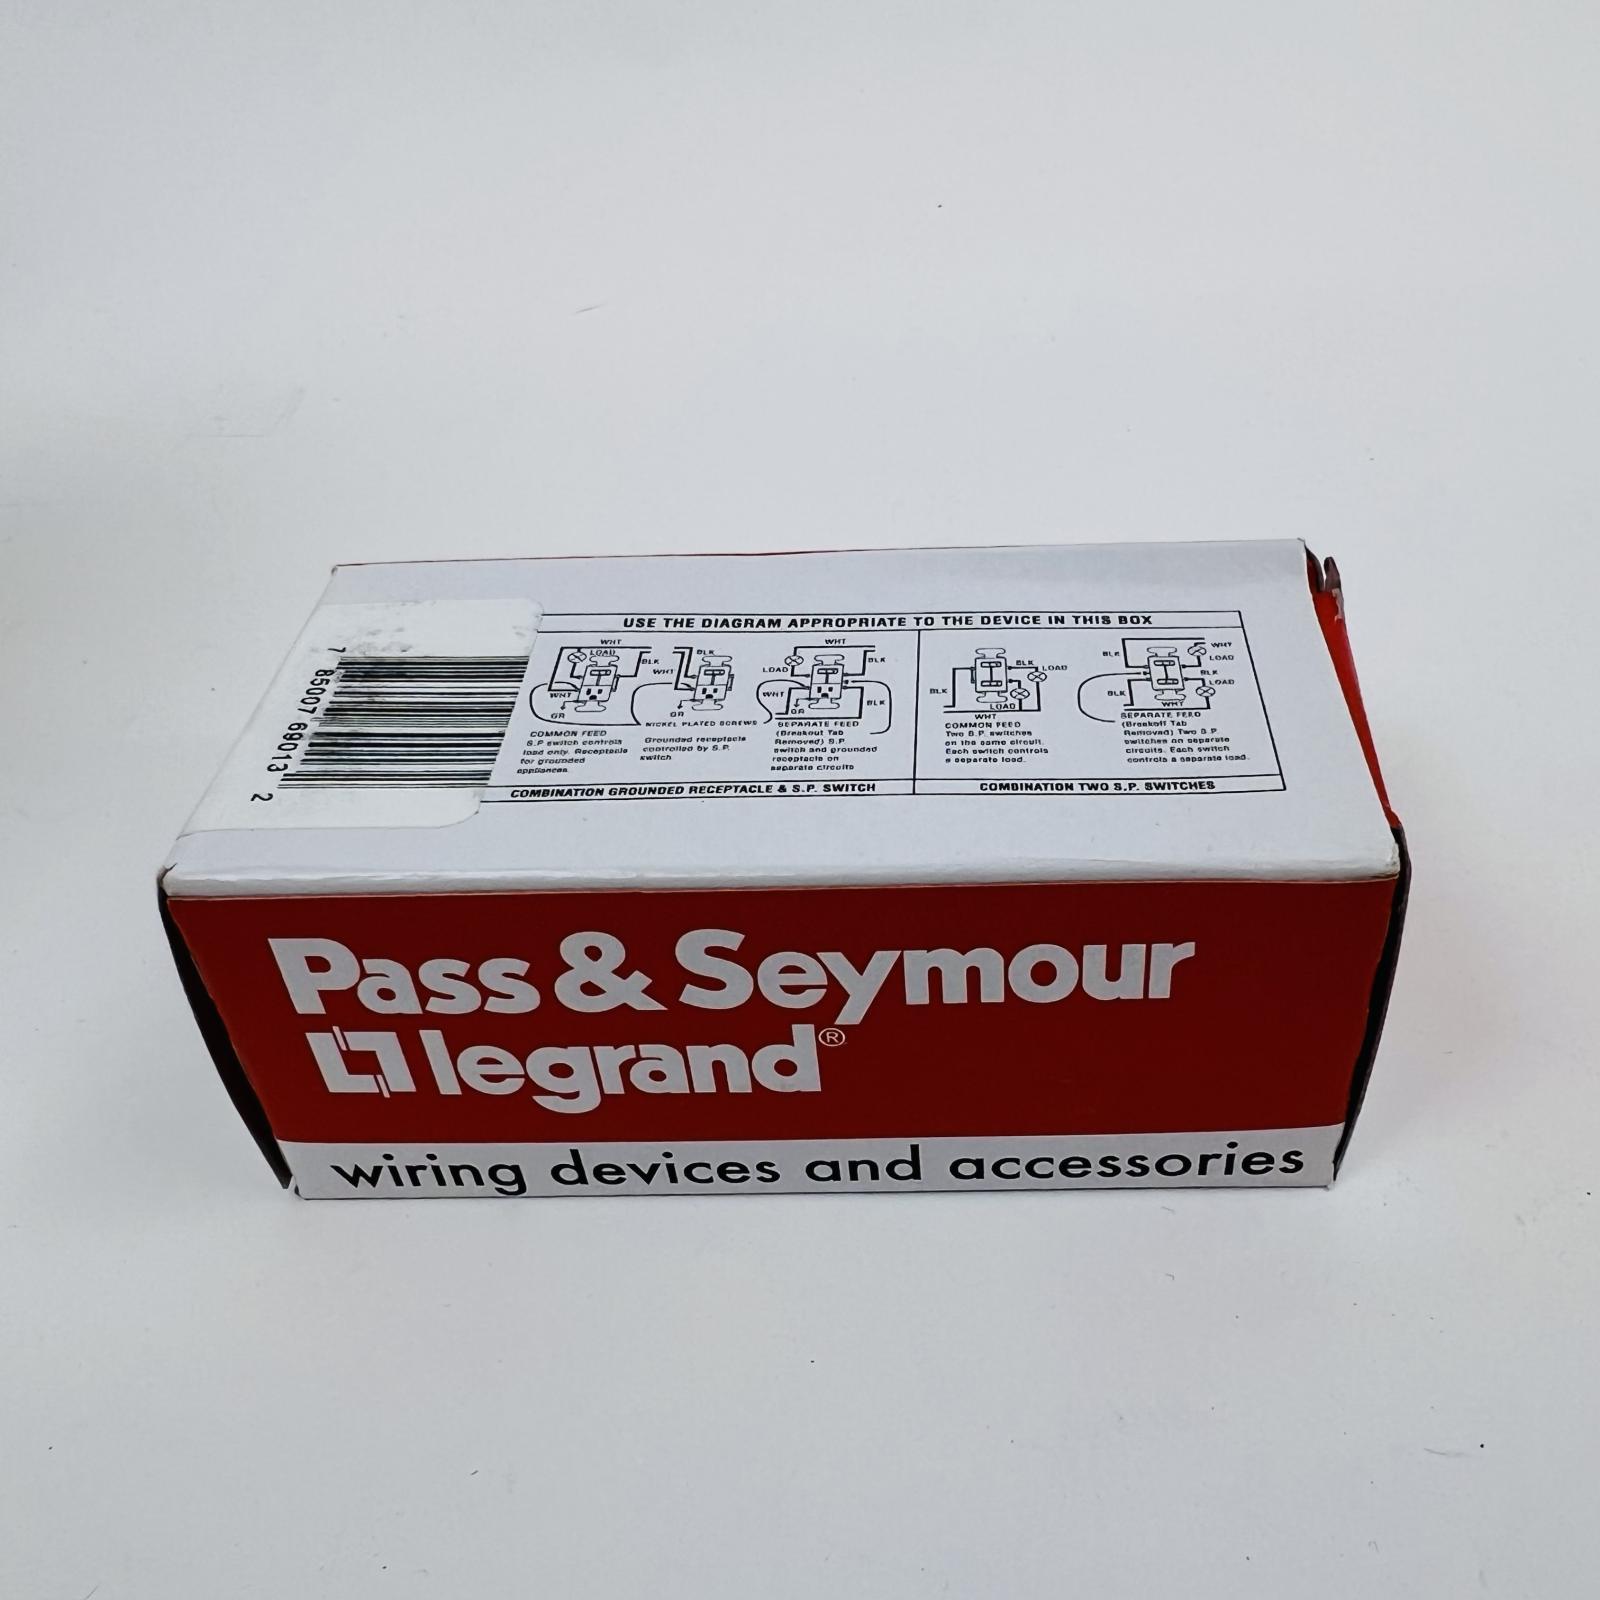 USE THE DIAGRAM APPROPRIATE TO THE DEVICE IN THIS BOX
WHT
LOAD
BLK
WHT
GR
BLK
WHT
GR
NICKEL PLATED SCREWS
WHT
LOAD
BLK
WHT
GR
BLK
BLK
LOAD
BLK
LOAD
WHT
BLK
WHT
LOAD
BLK
LOAD
BLK
WHT
COMMON FEED
S.P. switch controls
load only. Receptacle
for grounded
appliances.
Grounded receptacle
controlled by S.P.
switch.
SEPARATE FEED
(Breakout Tab
Removed) S.P.
switch and grounded
receptacle on
separate circuits
COMMON FEED
Two S.P. switches
on the same circuit.
Each switch controls
a separate load.
SEPARATE FEED
(Breakoff Tab
Removed) Two S.P.
switches on separate
circuits. Each switch
controls a separate load.
COMBINATION GROUNDED RECEPTACLE & S.P. SWITCH
COMBINATION TWO S.P. SWITCHES
7 85007 69013 2
Pass & Seymour
legrand®
wiring devices and accessories